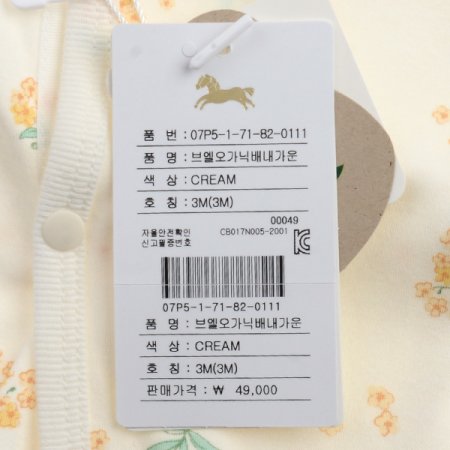 품 번 : 07P5-1-71-82-0111
품 명 : 브엘오가닉배내가운
색 상 : CREAM
호 칭 : 3M(3M)
00049
자율안전확인 CB017N005-2001
신고필증번호
07P5-1-71-82-0111
품 명 : 브엘오가닉배내가운
색 상 : CREAM
호 칭 : 3M(3M)
판매가격 : ₩ 49,000